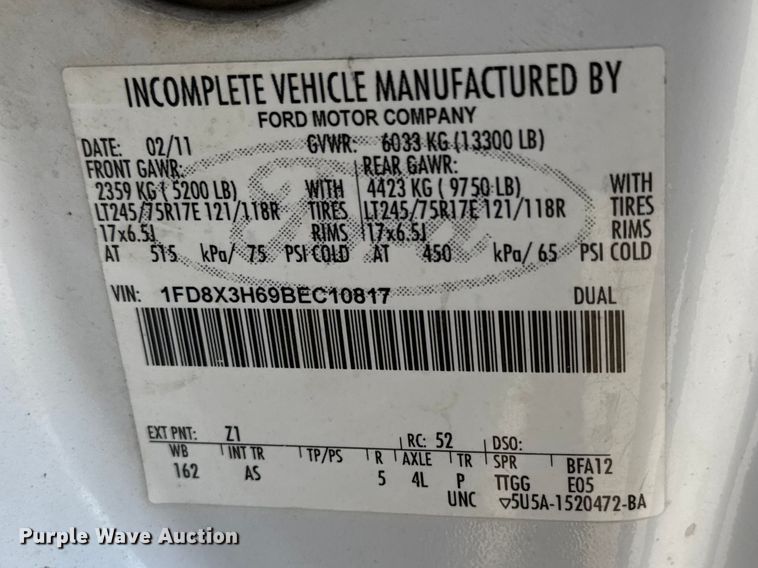 INCOMPLETE VEHICLE MANUFACTURED BY
FORD MOTOR COMPANY
DATE: 02/11 GVWR: 6033 KG (13300 LB)
FRONT GAWR: REAR GAWR:
2359 KG ( 5200 LB) WITH 4423 KG ( 9750 LB) WITH
LT245/75R17E 121/118R TIRES LT245/75R17E 121/118R TIRES
17x6.5J RIMS 17x6.5J RIMS
AT 515 kPa/ 75 PSI COLD AT 450 kPa/ 65 PSI COLD
VIN: 1FD8X3H69BEC10817 DUAL
EXT PNT: Z1 RC: 52 DSO:
WB INT TR TP/PS R AXLE TR SPR BFA12
162 AS 5 4L P TTGG E05
UNC ▽5U5A-1520472-BA
Purple Wave Auction